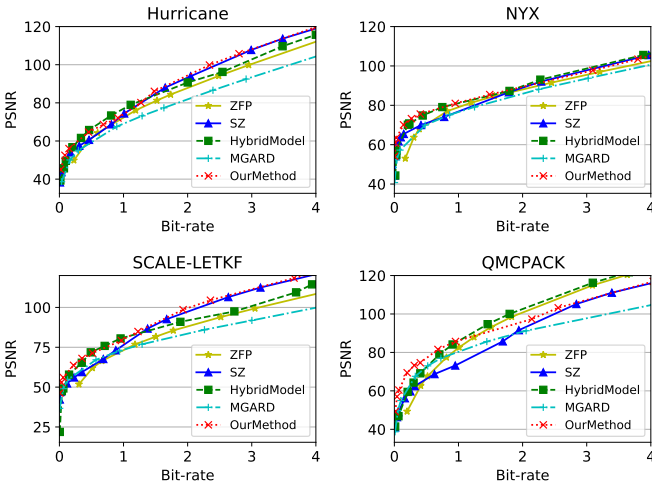 Hurricane
120
100
80
60
40
PSNR
0 1 2 3 4
Bit-rate
ZFP
SZ
HybridModel
MGARD
OurMethod
NYX
120
100
80
60
40
PSNR
0 1 2 3 4
Bit-rate
ZFP
SZ
HybridModel
MGARD
OurMethod
SCALE-LETKF
100
75
50
25
PSNR
0 1 2 3 4
Bit-rate
ZFP
SZ
HybridModel
MGARD
OurMethod
QMCPACK
120
100
80
60
40
PSNR
0 1 2 3 4
Bit-rate
ZFP
SZ
HybridModel
MGARD
OurMethod